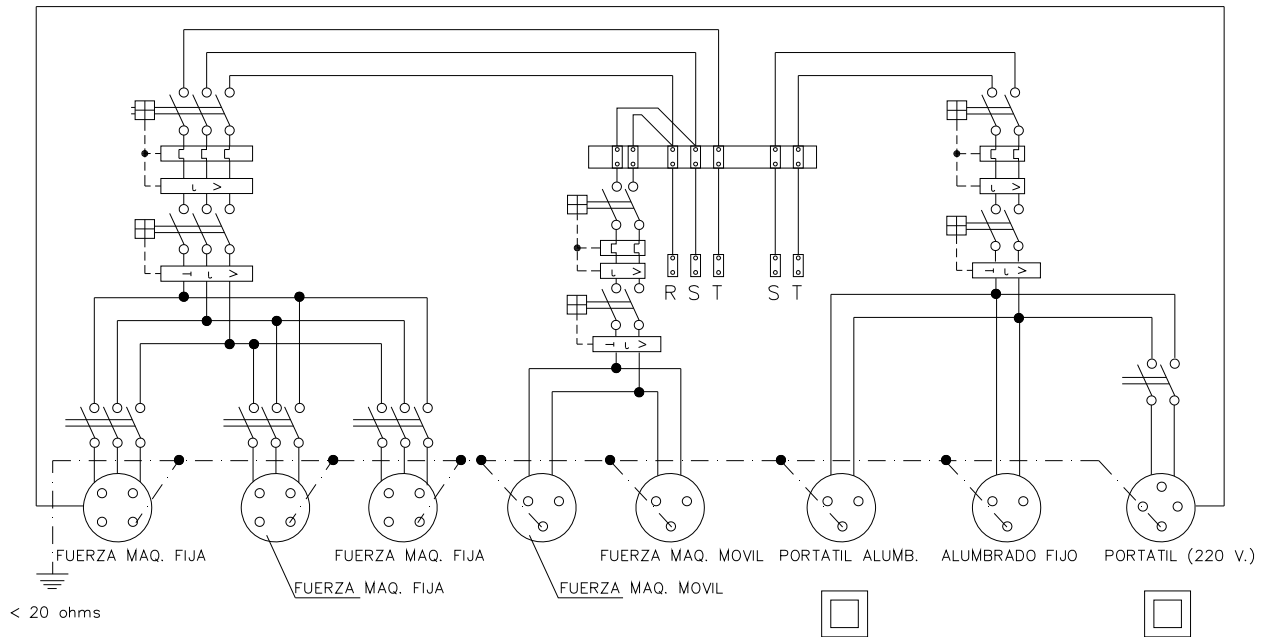 R S T S T
FUERZA MAQ. FIJA
FUERZA MAQ. FIJA
FUERZA MAQ. MOVIL
PORTATIL ALUMB.
ALUMBRADO FIJO
PORTATIL (220 V.)
FUERZA MAQ. FIJA
FUERZA MAQ. MOVIL
< 20 ohms